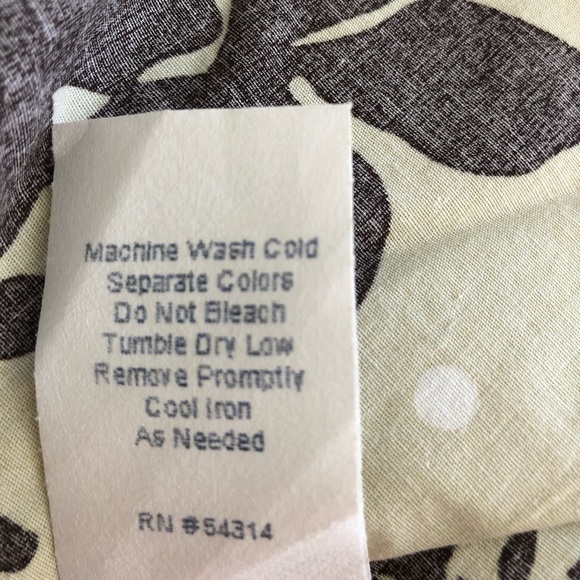 Machine Wash Cold
Separate Colors
Do Not Bleach
Tumble Dry Low
Remove Promptly
Cool Iron
As Needed
RN #54314